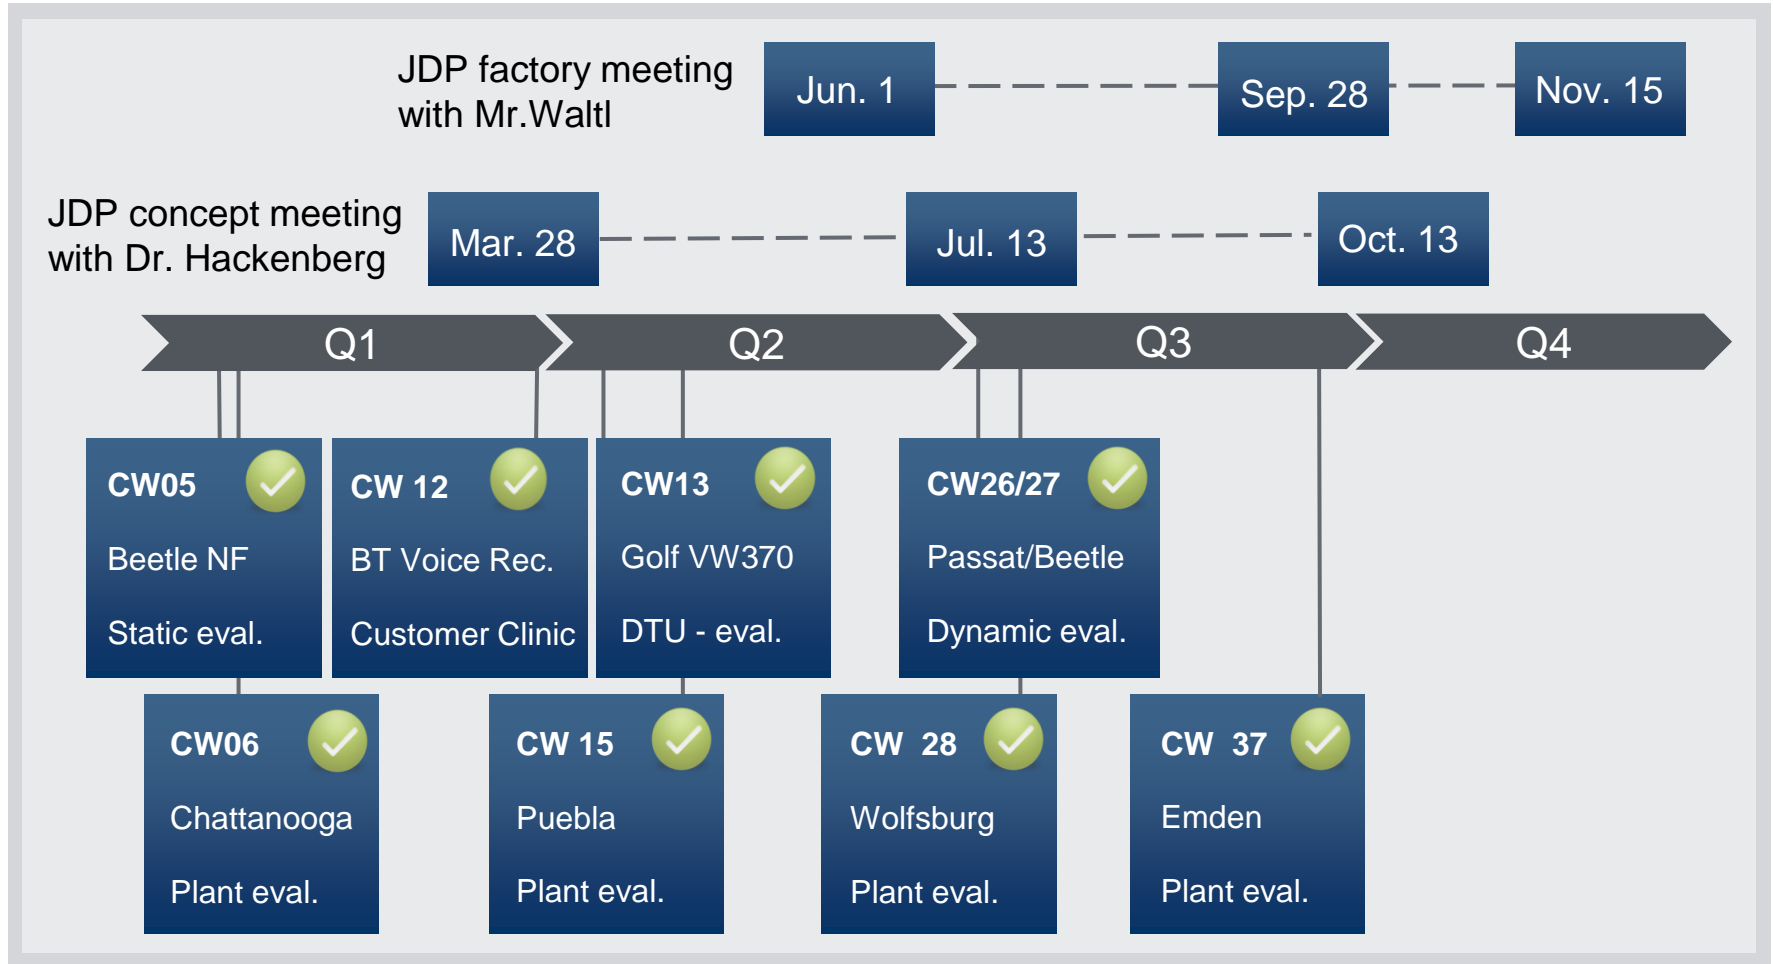 JDP factory meeting
with Mr.Waltl
Jun. 1
Sep. 28
Nov. 15
JDP concept meeting
with Dr. Hackenberg
Mar. 28
Jul. 13
Oct. 13
Q1
Q2
Q3
Q4
CW05
Beetle NF
Static eval.
CW 12
BT Voice Rec.
Customer Clinic
CW13
Golf VW370
DTU - eval.
CW26/27
Passat/Beetle
Dynamic eval.
CW06
Chattanooga
Plant eval.
CW 15
Puebla
Plant eval.
CW 28
Wolfsburg
Plant eval.
CW 37
Emden
Plant eval.